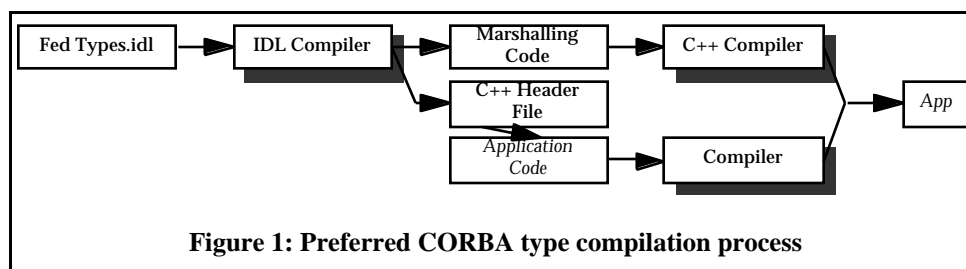 Fed Types.idl
IDL Compiler
Marshalling
Code
C++ Compiler
C++ Header
File
App
Application
Code
Compiler
Figure 1: Preferred CORBA type compilation process